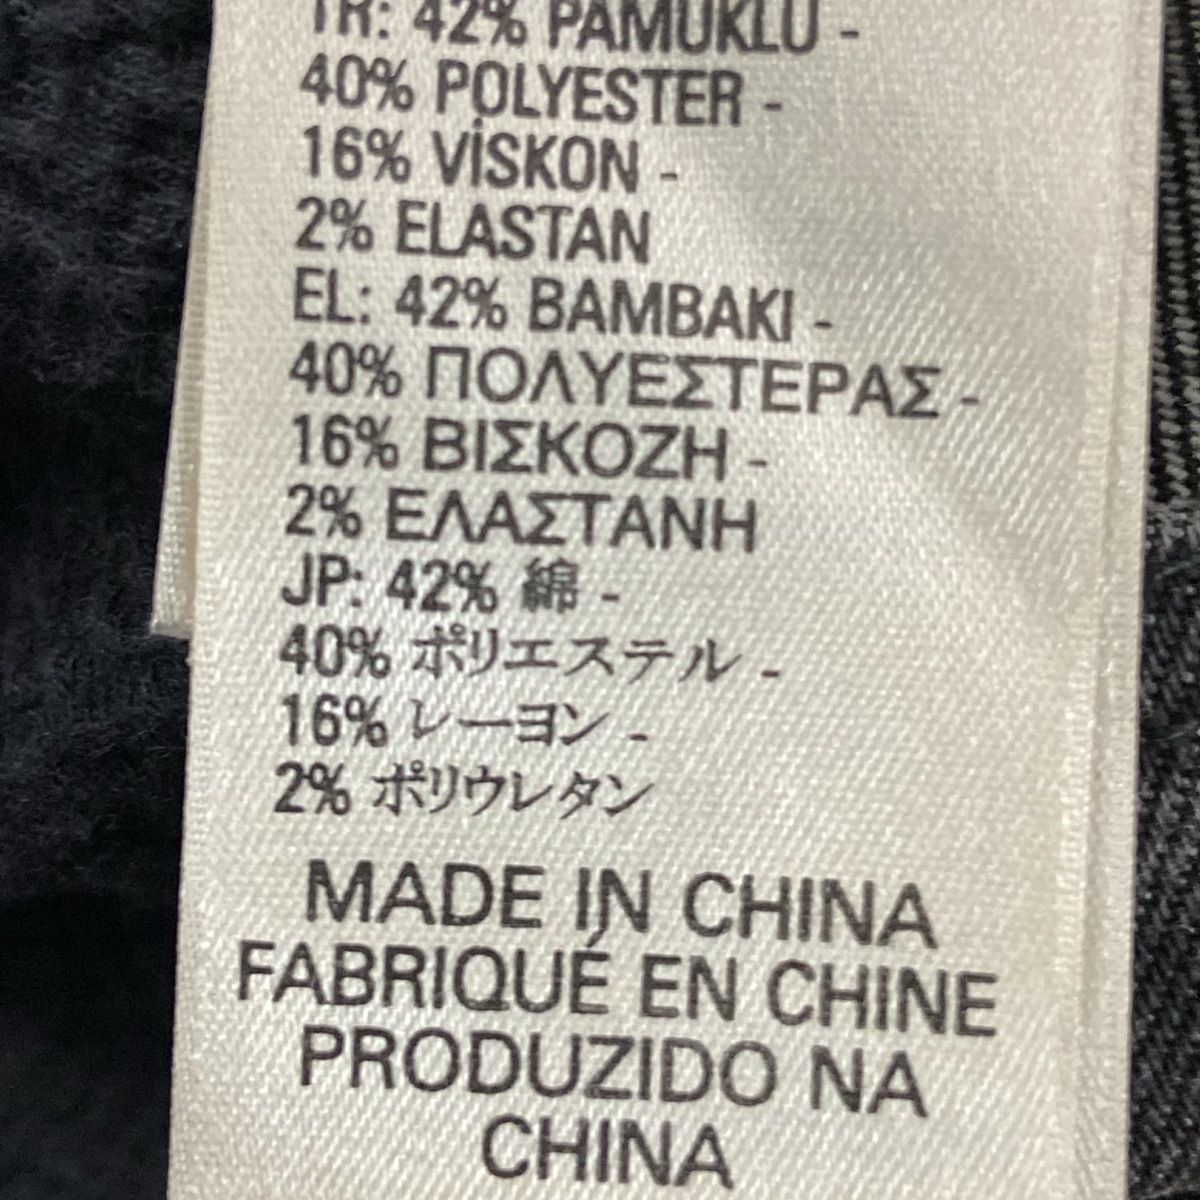 TR: 42% PAMUKLU -
40% POLYESTER -
16% VİSKON -
2% ELASTAN
EL: 42% BAMBAKI -
40% ΠΟΛΥΕΣΤΕΡΑΣ -
16% ΒΙΣΚΟΖΗ -
2% ΕΛΑΣΤΑΝΗ
JP: 42% 綿 -
40% ポリエステル -
16% レーヨン -
2% ポリウレタン
MADE IN CHINA
FABRIQUÉ EN CHINE
PRODUZIDO NA
CHINA